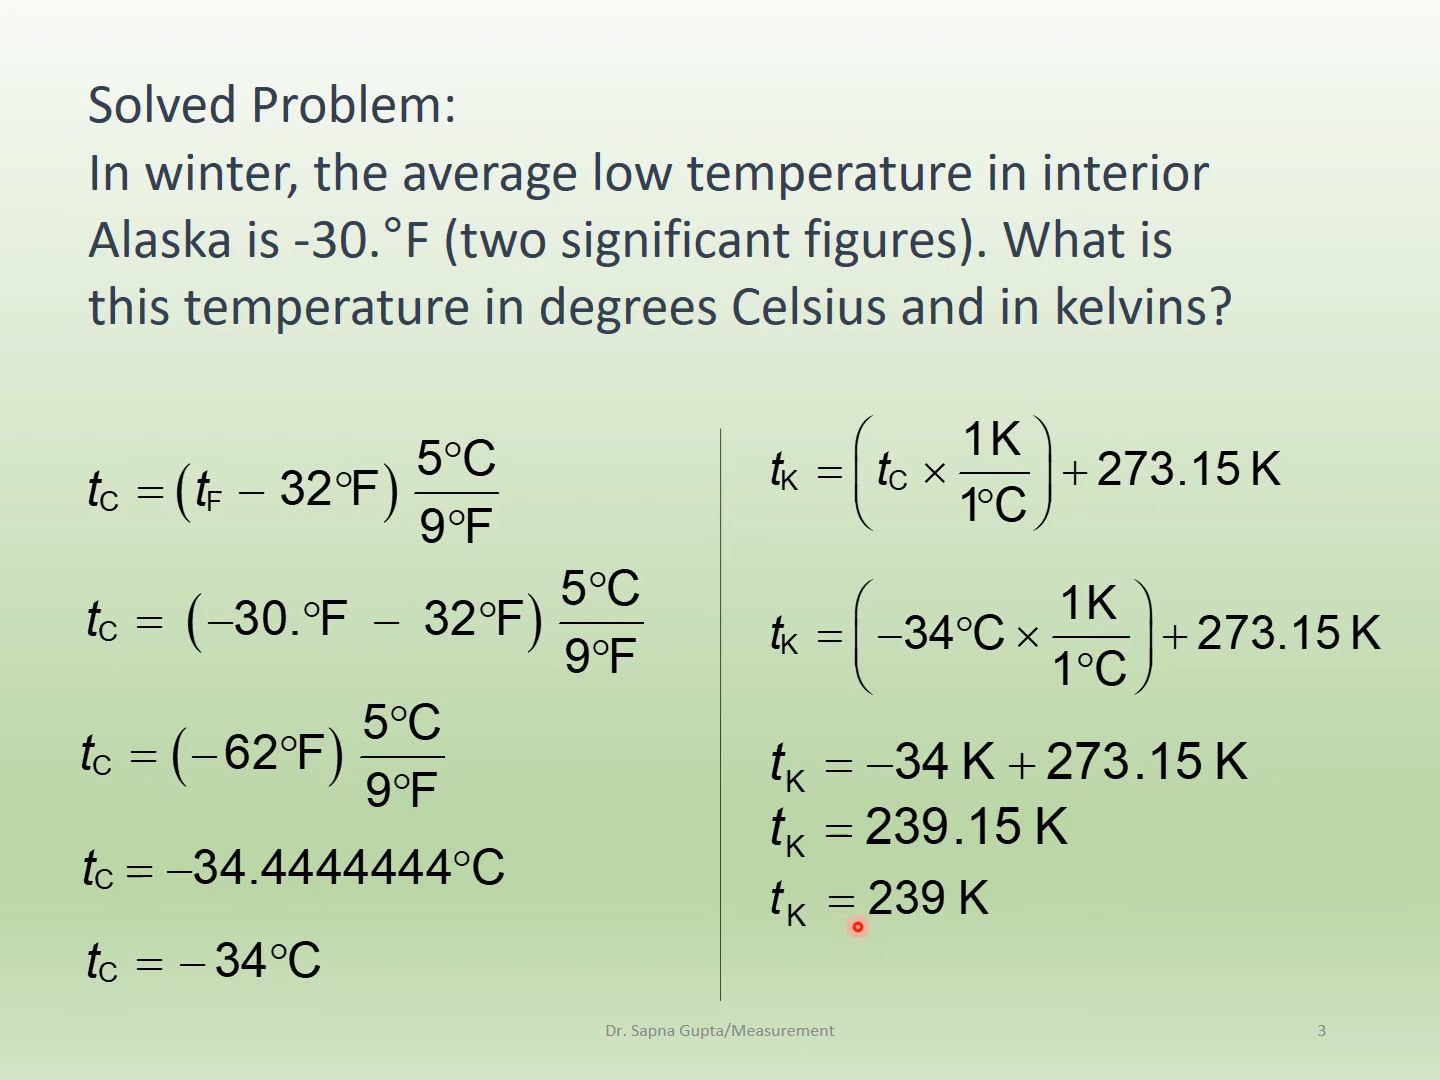 Solved Problem:
In winter, the average low temperature in interior
Alaska is -30.°F (two significant figures). What is
this temperature in degrees Celsius and in kelvins?
t_C = (t_F − 32°F) 5°C/9°F
t_C = (−30.°F − 32°F) 5°C/9°F
t_C = (−62°F) 5°C/9°F
t_C = −34.4444444°C
t_C = −34°C
t_K = (t_C × 1K/1°C) + 273.15 K
t_K = (−34°C × 1K/1°C) + 273.15 K
t_K = −34 K + 273.15 K
t_K = 239.15 K
t_K = 239 K
Dr. Sapna Gupta/Measurement
3